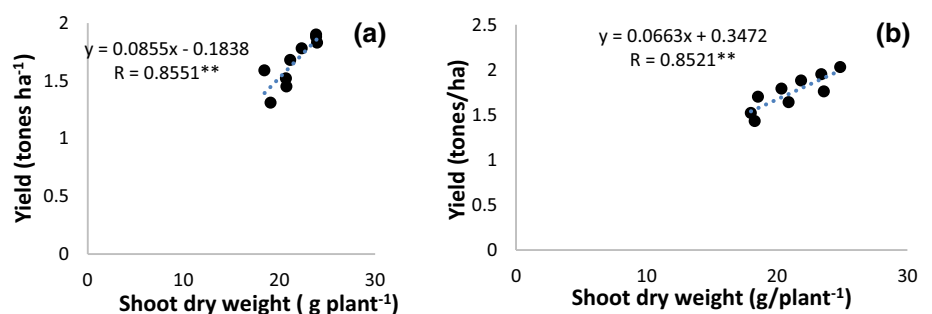 (a)
y = 0.0855x - 0.1838
R = 0.8551**
Yield (tones ha-1)
2
1.5
1
0.5
0
0 10 20 30
Shoot dry weight ( g plant-1)
(b)
y = 0.0663x + 0.3472
R = 0.8521**
Yield (tones/ha)
2.5
2
1.5
1
0.5
0
0 10 20 30
Shoot dry weight (g/plant-1)